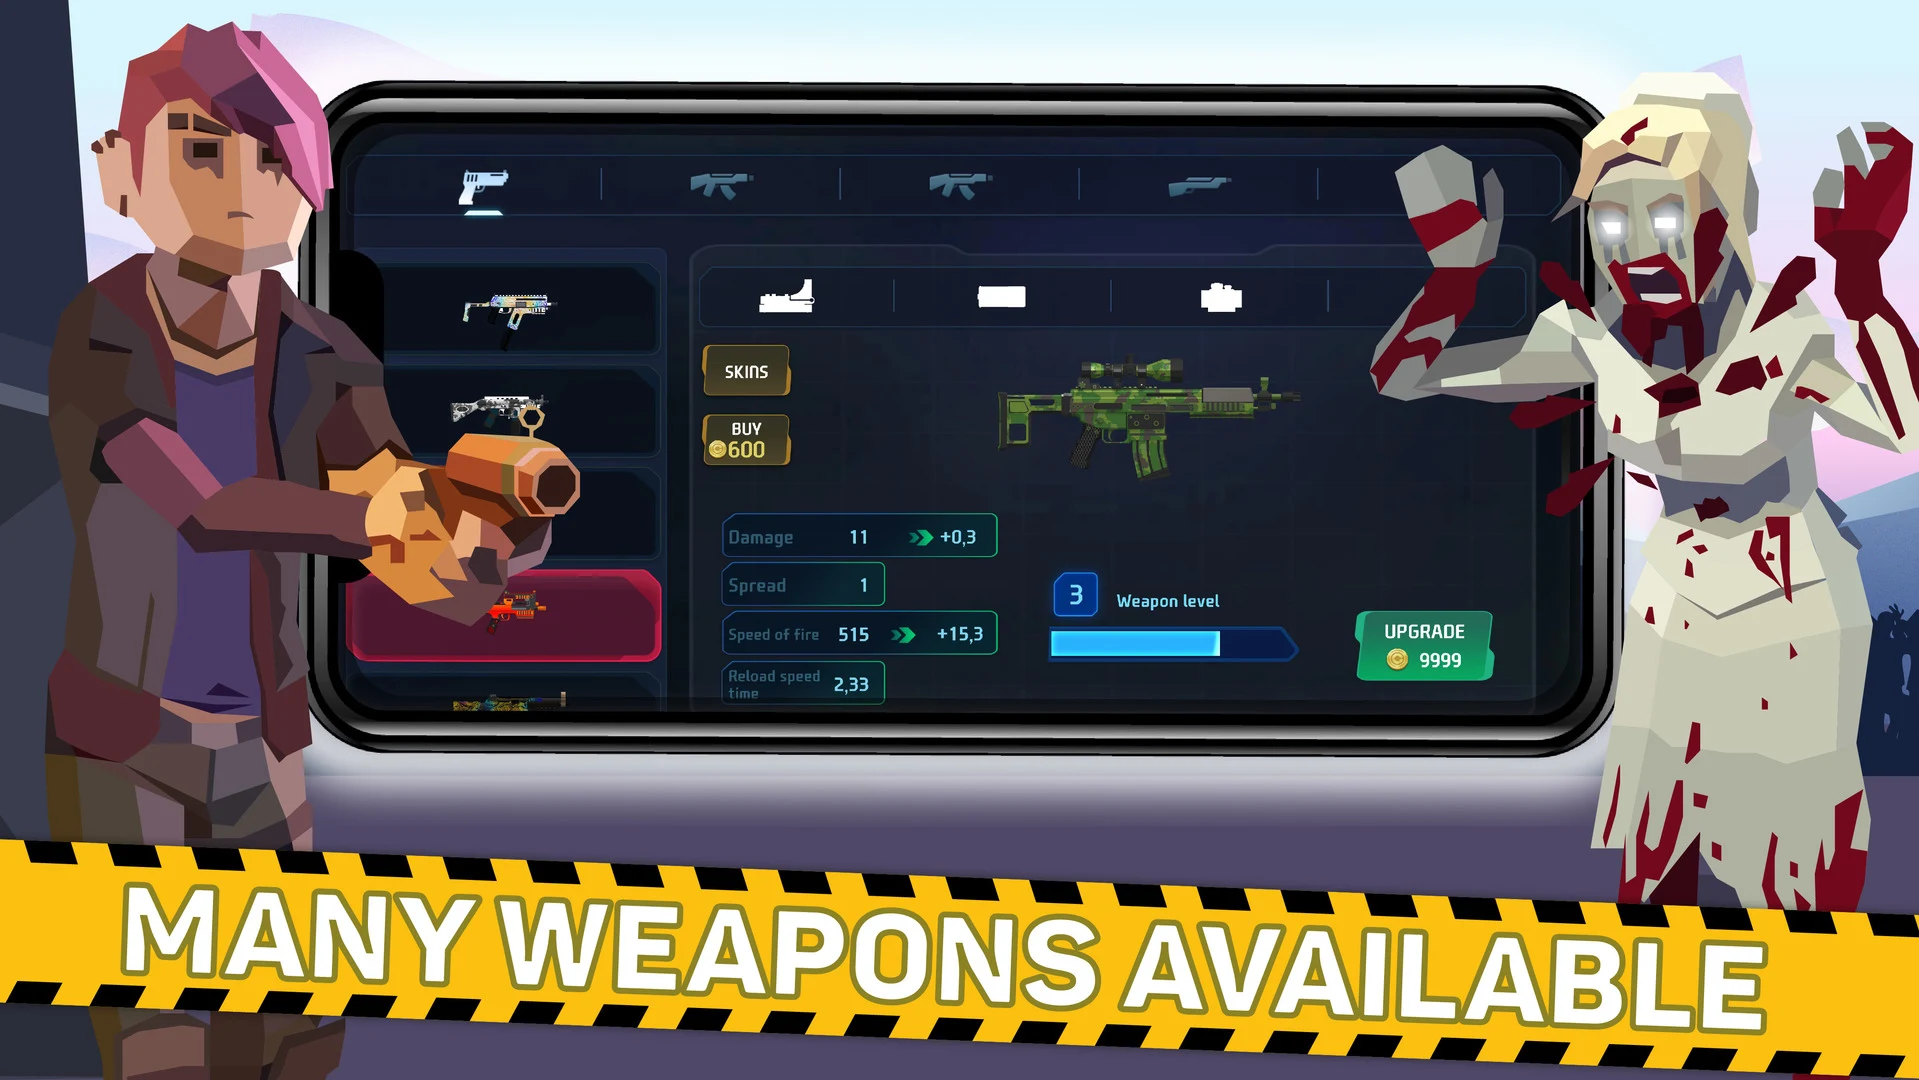 SKINS
BUY
600
Damage 11 +0,3
Spread 1
Speed of fire 515 +15,3
Reload speed
time 2,33
3 Weapon level
UPGRADE
9999
MANY WEAPONS AVAILABLE